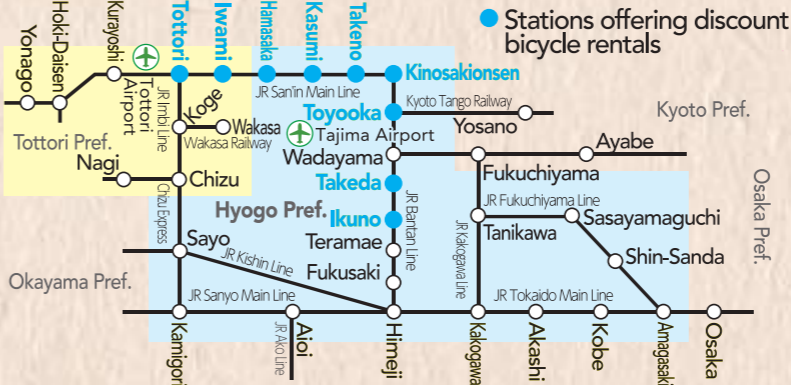 Stations offering discount
bicycle rentals
Yonago
Hoki-Daisen
Kurayoshi
Tottori
Airport
Tottori
Iwami
Hamasaka
Kasumi
Takeno
Kinosakionsen
JR San'in Main Line
JR Inbi Line
Koge
Wakasa
Wakasa Railway
Tottori Pref.
Nagi
Chizu
Toyooka
Kyoto Tango Railway
Yosano
Kyoto Pref.
Tajima Airport
Wadayama
Fukuchiyama
Ayabe
Takeda
Hyogo Pref.
Ikuno
JR Bantan Line
JR Fukuchiyama Line
Tanikawa
Sasayamaguchi
Osaka Pref.
Chizu Express
Sayo
JR Kishin Line
Teramae
Fukusaki
JR Kakogawa Line
Shin-Sanda
Okayama Pref.
JR Sanyo Main Line
JR Tokaido Main Line
Kamigori
JR Ako Line
Aioi
Himeji
Kakogawa
Akashi
Kobe
Amagasaki
Osaka